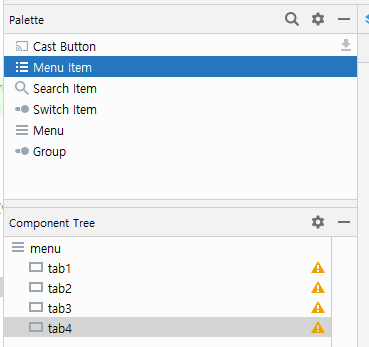 Palette
Cast Button
Menu Item
Search Item
Switch Item
Menu
Group
Component Tree
menu
tab1
tab2
tab3
tab4